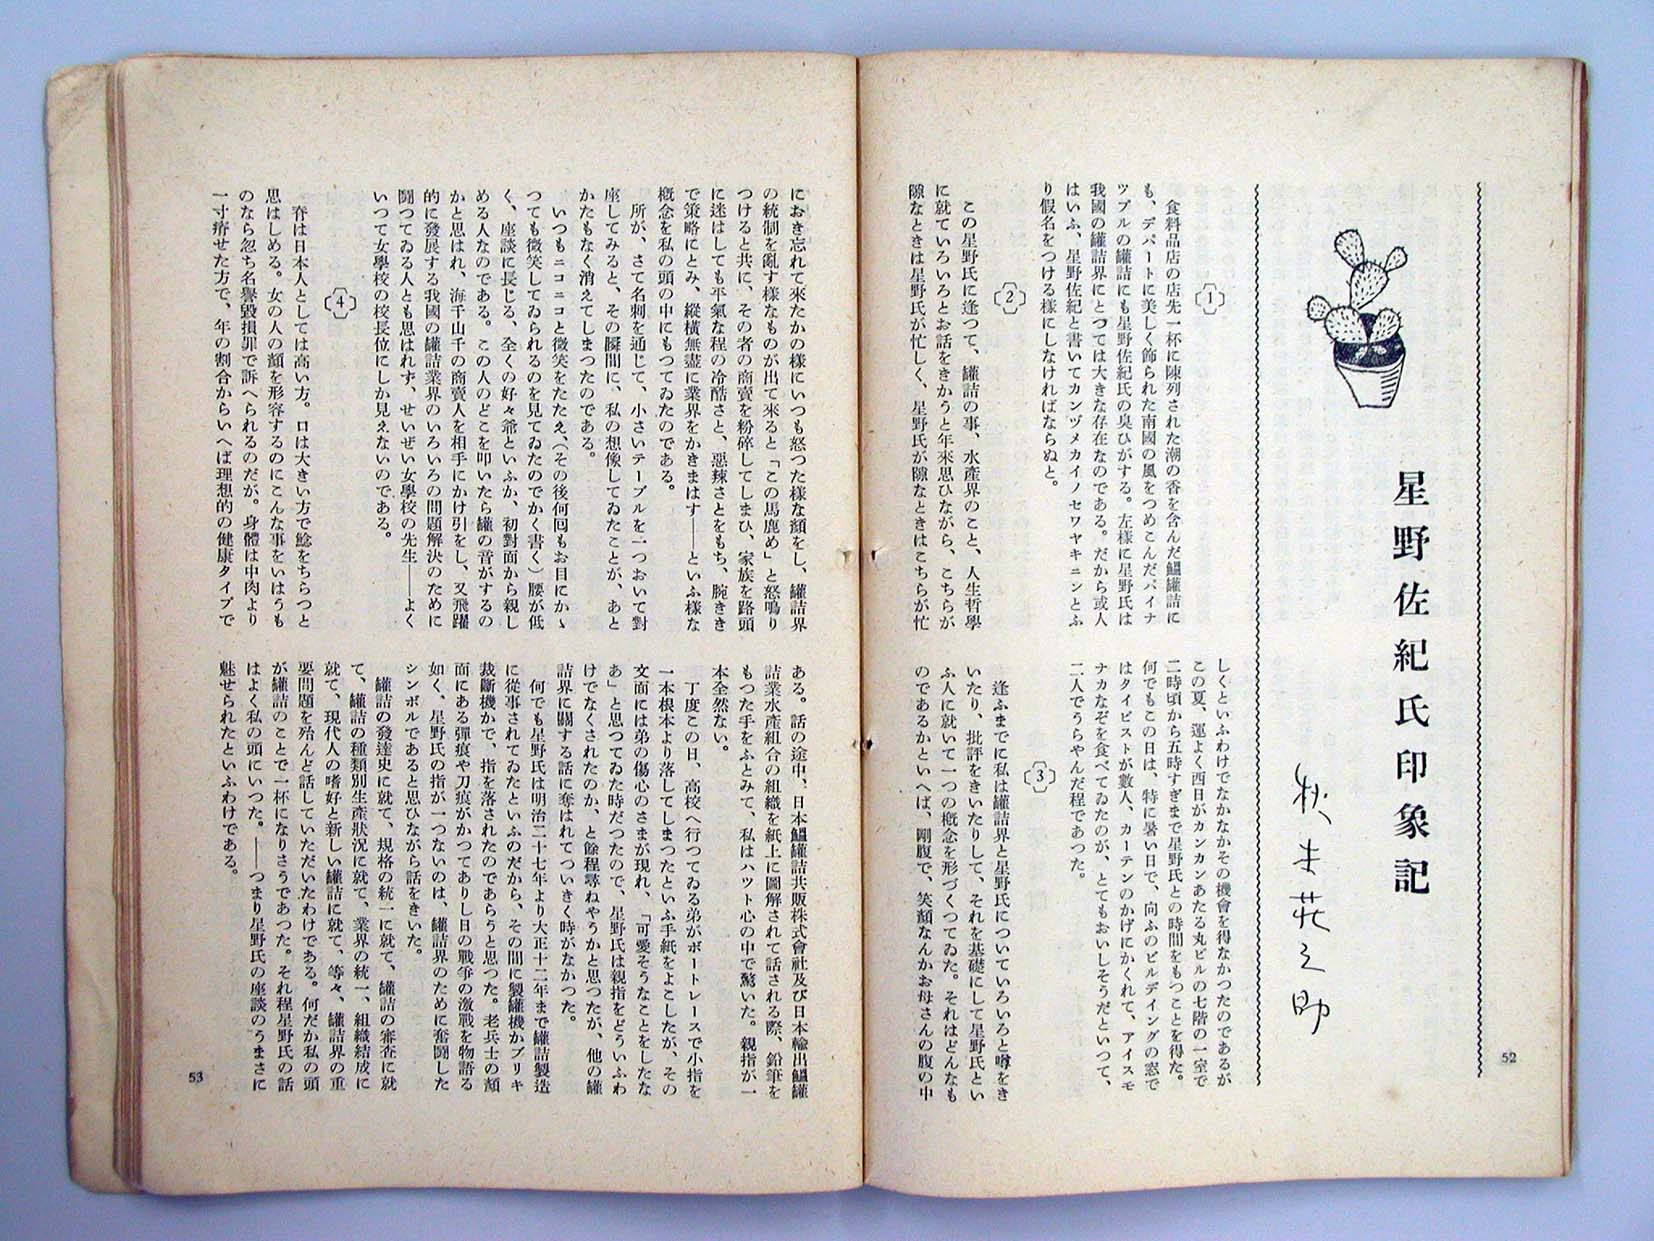 星野佐紀氏印象記
秋本荘之助
1
食料品店の店先一杯に陳列された潮の香を含んだ鰮罐詰に
も、デパートに美しく飾られた南國の風をつめこんだパイナ
ツプルの罐詰にも星野佐紀氏の臭ひがする。左樣に星野氏は
我國の罐詰界にとつては大きな存在なのである。だから或人
はいふ、星野佐紀と書いてカンヅメカイノセワヤキニンとふ
り假名をつける樣にしなければならぬと。
2
この星野氏に逢つて、罐詰の事、水產界のこと、人生哲學
に就ていろいろとお話をきかうと年來思ひながら、こちらが
隙なときは星野氏が忙しく、星野氏が隙なときはこちらが忙
しくといふわけでなかなかその機會を得なかつたのであるが
この夏、運よく西日がカンカンあたる丸ビルの七階の一室で
二時頃から五時すぎまで星野氏との時間をもつことを得た。
何でもこの日は、特に暑い日で、向ふのビルデイングの窓で
はタイピストが數人、カーテンのかげにかくれて、アイスモ
ナカなぞを食べてゐたのが、とてもおいしそうだといつて、
二人でうらやんだ程であつた。
3
逢ふまでに私は罐詰界と星野氏についていろいろと噂をき
いたり、批評をきいたりして、それを基礎にして星野氏とい
ふ人に就いて一つの槪念を形づくつてゐた。それはどんなも
のであるかといへば、剛腹で、笑顏なんかお母さんの腹の中
52
におき忘れて來たかの樣にいつも怒つた樣な顏をし、罐詰界
の統制を亂す樣なものが出て來ると「この馬鹿め」と怒鳴り
つけると共に、その者の商賣を粉碎してしまひ、家族を路頭
に迷はしても平氣な程の冷酷さと、惡辣さとをもち、腕きき
で策略にとみ、縱橫無盡に業界をかきまはす――といふ樣な
槪念を私の頭の中にもつてゐたのである。
所が、さて名刺を通じて、小さいテーブルを一つおいて對
座してみると、その瞬間に、私の想像してゐたことが、あと
かたもなく消えてしまつたのである。
いつもニコニコと微笑をたたえ、(その後何囘もお目にかゝ
つても微笑してゐられるのを見てゐたのでかく書く)腰が低
く、座談に長じる、全くの好々爺といふか、初對面から親し
める人なのである。この人のどこを叩いたら罐の音がするの
かと思はれ、海千山千の商賣人を相手にかけ引をし、又飛躍
的に發展する我國の罐詰業界のいろいろの問題解決のために
鬪つてゐる人とも思はれず、せいぜい女學校の先生――よく
いつて女學校の校長位にしか見えないのである。
4
脊は日本人としては高い方。口は大きい方で鯰をちらつと
思はしめる。女の人の顏を形容するのにこんな事をいはうも
のなら忽ち名譽毀損罪で訴へられるのだが。身體は中肉より
一寸瘠せた方で、年の割合からいへば理想的の健康タイプで
ある。話の途中、日本鰮罐詰共販株式會社及び日本輸出鰮罐
詰業水產組合の組織を紙上に圖解されて話される際、鉛筆を
もつた手をふとみて、私はハツト心の中で驚いた。親指が一
本全然ない。
丁度この日、高校へ行つてゐる弟がボートレースで小指を
一本根本より落してしまつたといふ手紙をよこしたが、その
文面には弟の傷心のさまが現れ、「可愛そうなことをしたな
あ」と思つてゐた時だつたので、星野氏は親指をどういふわ
けでなくされたのか、と餘程尋ねやうかと思つたが、他の罐
詰界に關する話に奪はれてついきく時がなかつた。
何でも星野氏は明治二十七年より大正十二年まで罐詰製造
に從事されてゐたといふのだから、その間に製罐機かブリキ
裁斷機かで、指を落されたのであらうと思つた。老兵士の顏
面にある彈痕や刀痕がかつてありし日の戰爭の激戰を物語る
如く、星野氏の指が一つないのは、罐詰界のために奮鬪した
シンボルであると思ひながら話をきいた。
罐詰の發達史に就て、規格の統一に就て、罐詰の審査に就
て、罐詰の種類別生產狀況に就て、業界の統一、組織結成に
就て、現代人の嗜好と新しい罐詰に就て、等々、罐詰界の重
要問題を殆んど話していただいたわけである。何だか私の頭
が罐詰のことで一杯になりさうであつた。それ程星野氏の話
はよく私の頭にいつた。――つまり星野氏の座談のうまさに
魅せられたといふわけである。
53